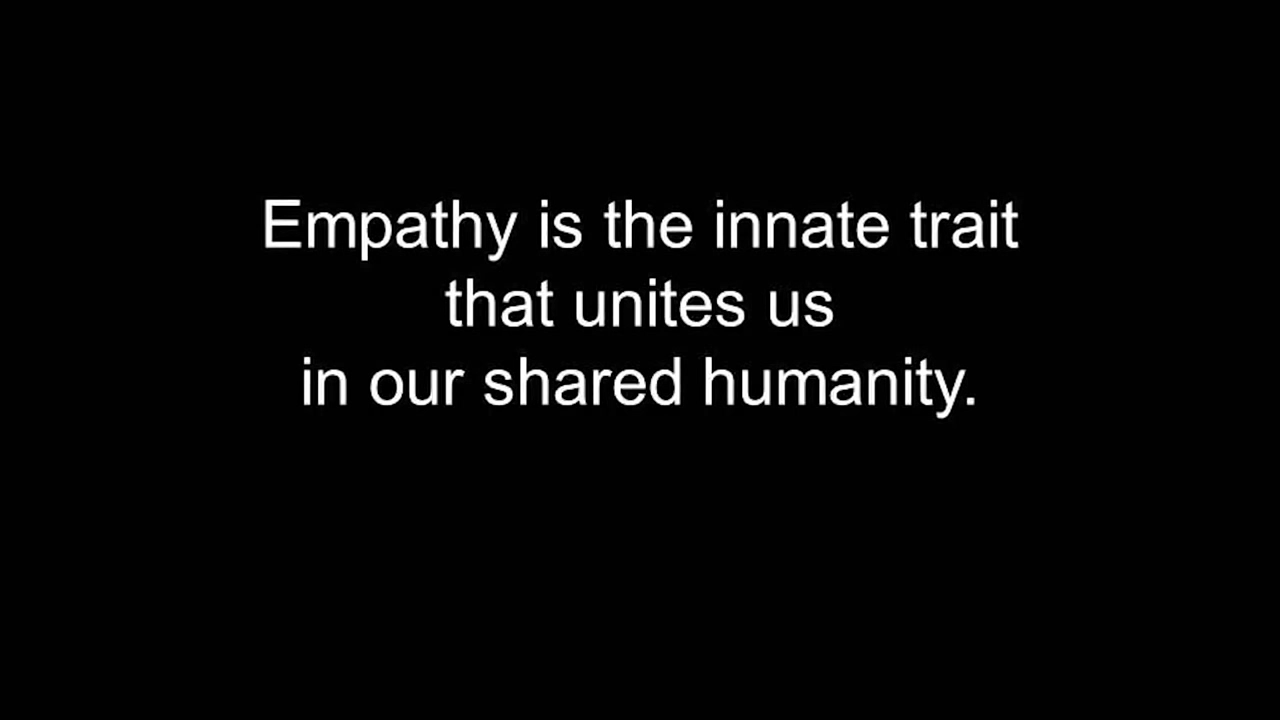 Empathy is the innate trait
that unites us
in our shared humanity.